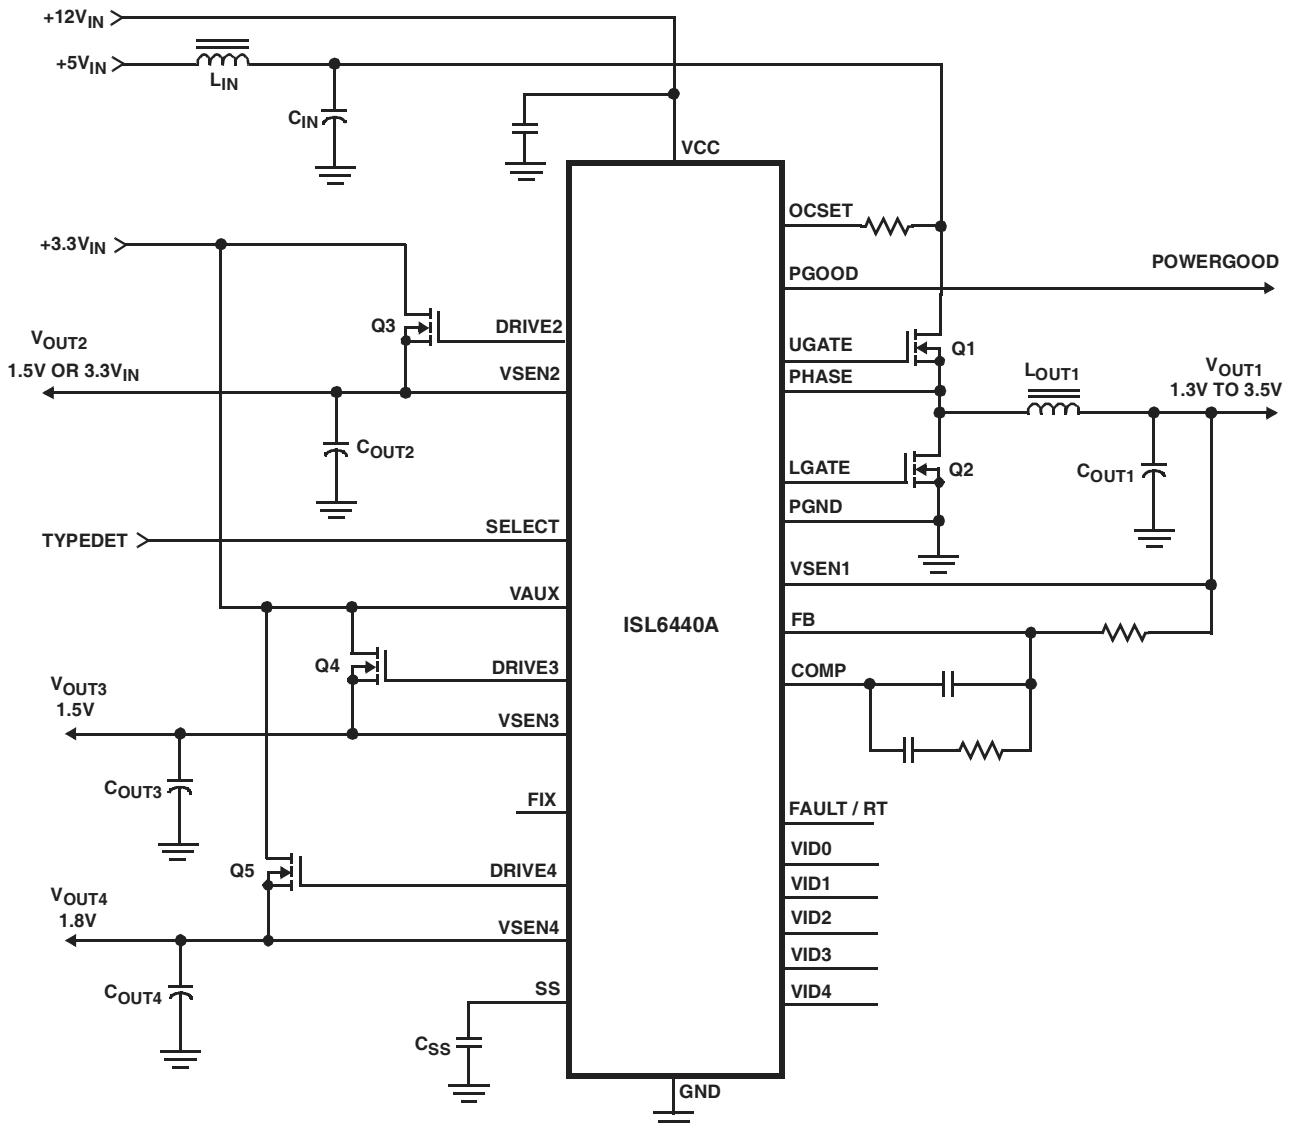 +12VIN
+5VIN
LIN
CIN
VCC
OCSET
+3.3VIN
PGOOD
POWERGOOD
Q3
DRIVE2
VOUT2
1.5V OR 3.3VIN
VSEN2
UGATE
Q1
PHASE
LOUT1
VOUT1
1.3V TO 3.5V
COUT2
LGATE
Q2
COUT1
PGND
TYPEDET
SELECT
VSEN1
VAUX
ISL6440A
FB
Q4
DRIVE3
COMP
VOUT3
1.5V
VSEN3
COUT3
FIX
FAULT / RT
VID0
Q5
DRIVE4
VID1
VOUT4
1.8V
VSEN4
VID2
VID3
COUT4
SS
VID4
CSS
GND